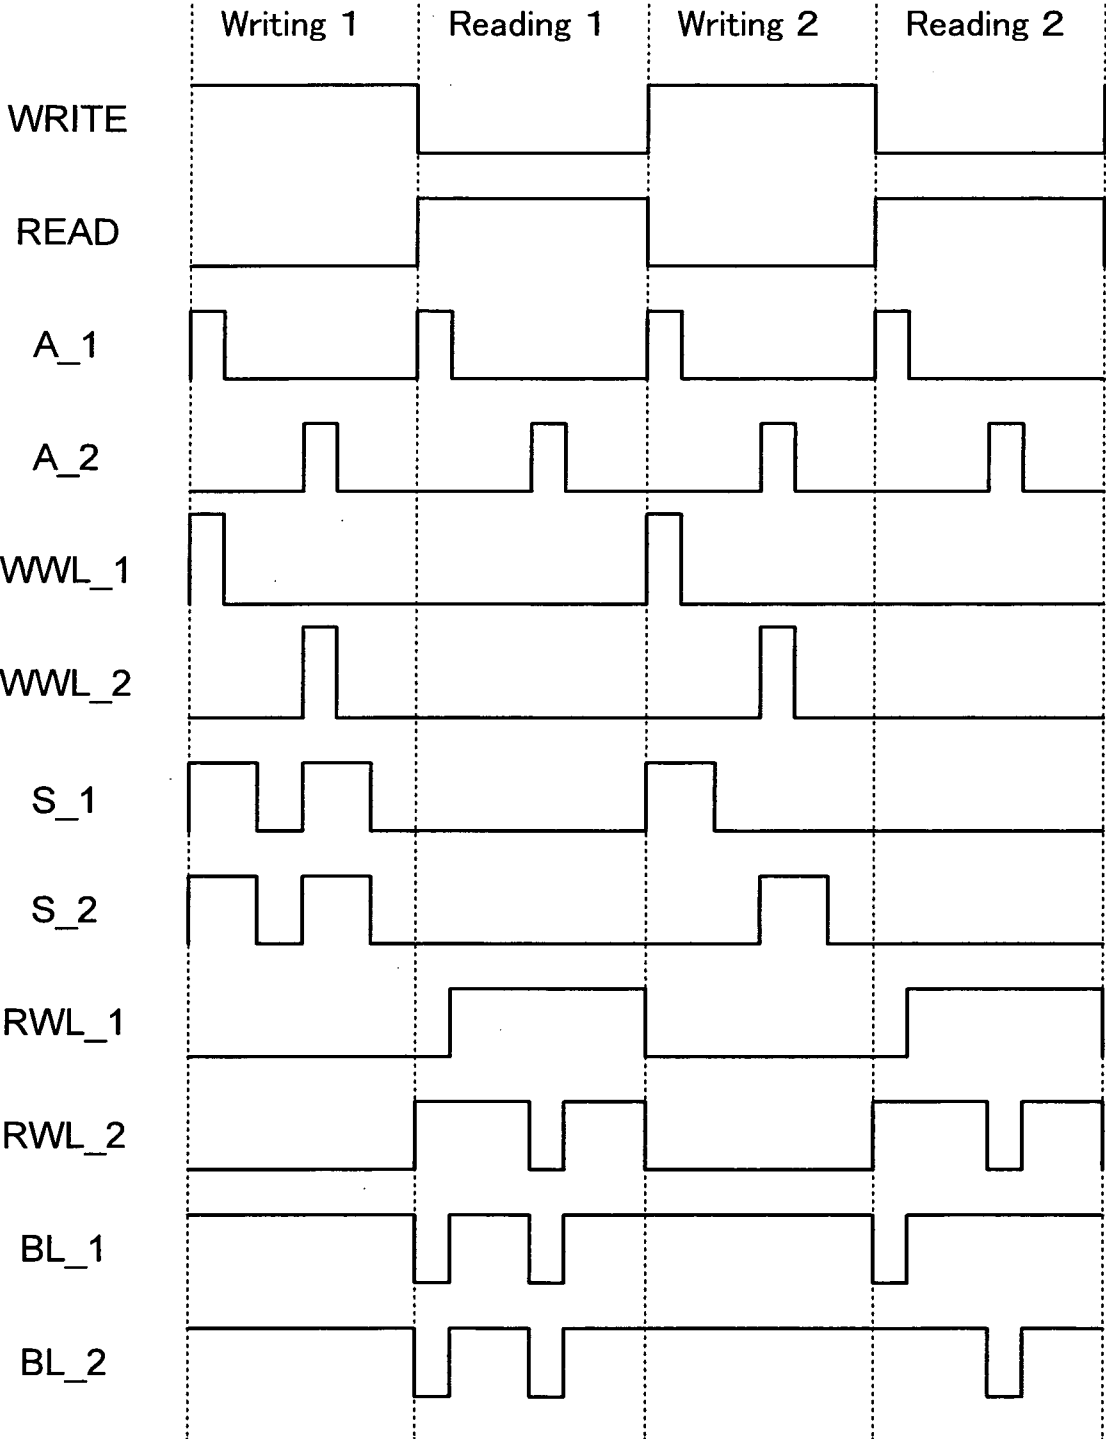 Writing 1 Reading 1 Writing 2 Reading 2
WRITE
READ
A_1
A_2
WWL_1
WWL_2
S_1
S_2
RWL_1
RWL_2
BL_1
BL_2